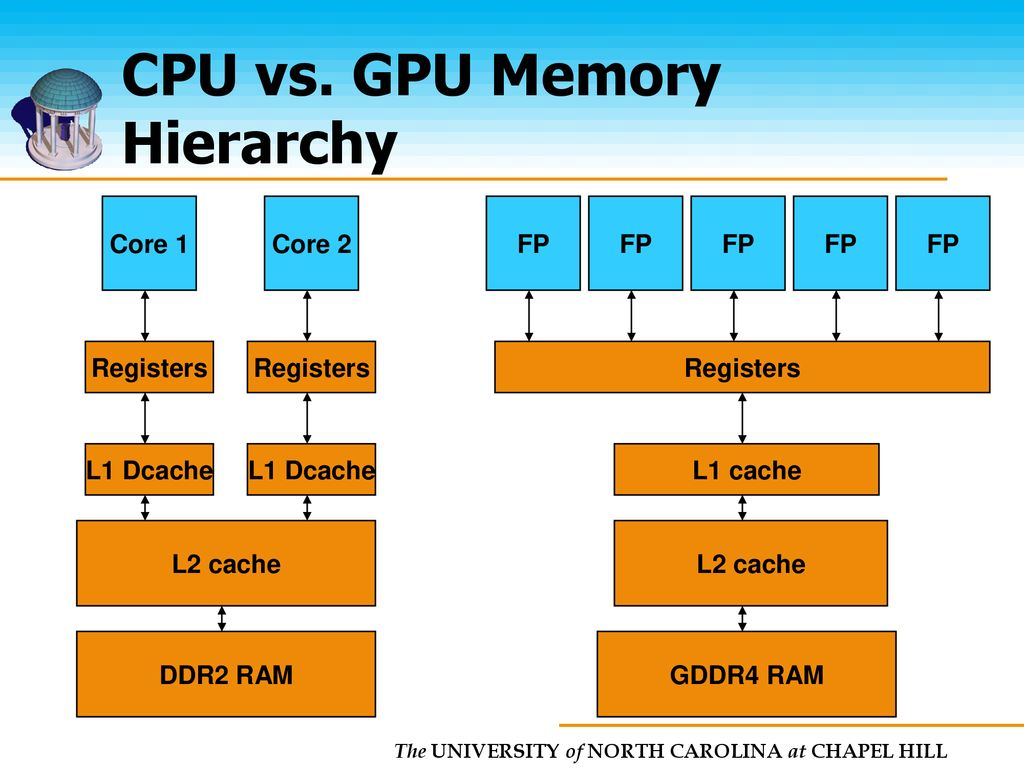 CPU vs. GPU Memory
Hierarchy
Core 1
Core 2
FP
FP
FP
FP
FP
Registers
Registers
Registers
L1 Dcache
L1 Dcache
L1 cache
L2 cache
L2 cache
DDR2 RAM
GDDR4 RAM
The UNIVERSITY of NORTH CAROLINA at CHAPEL HILL